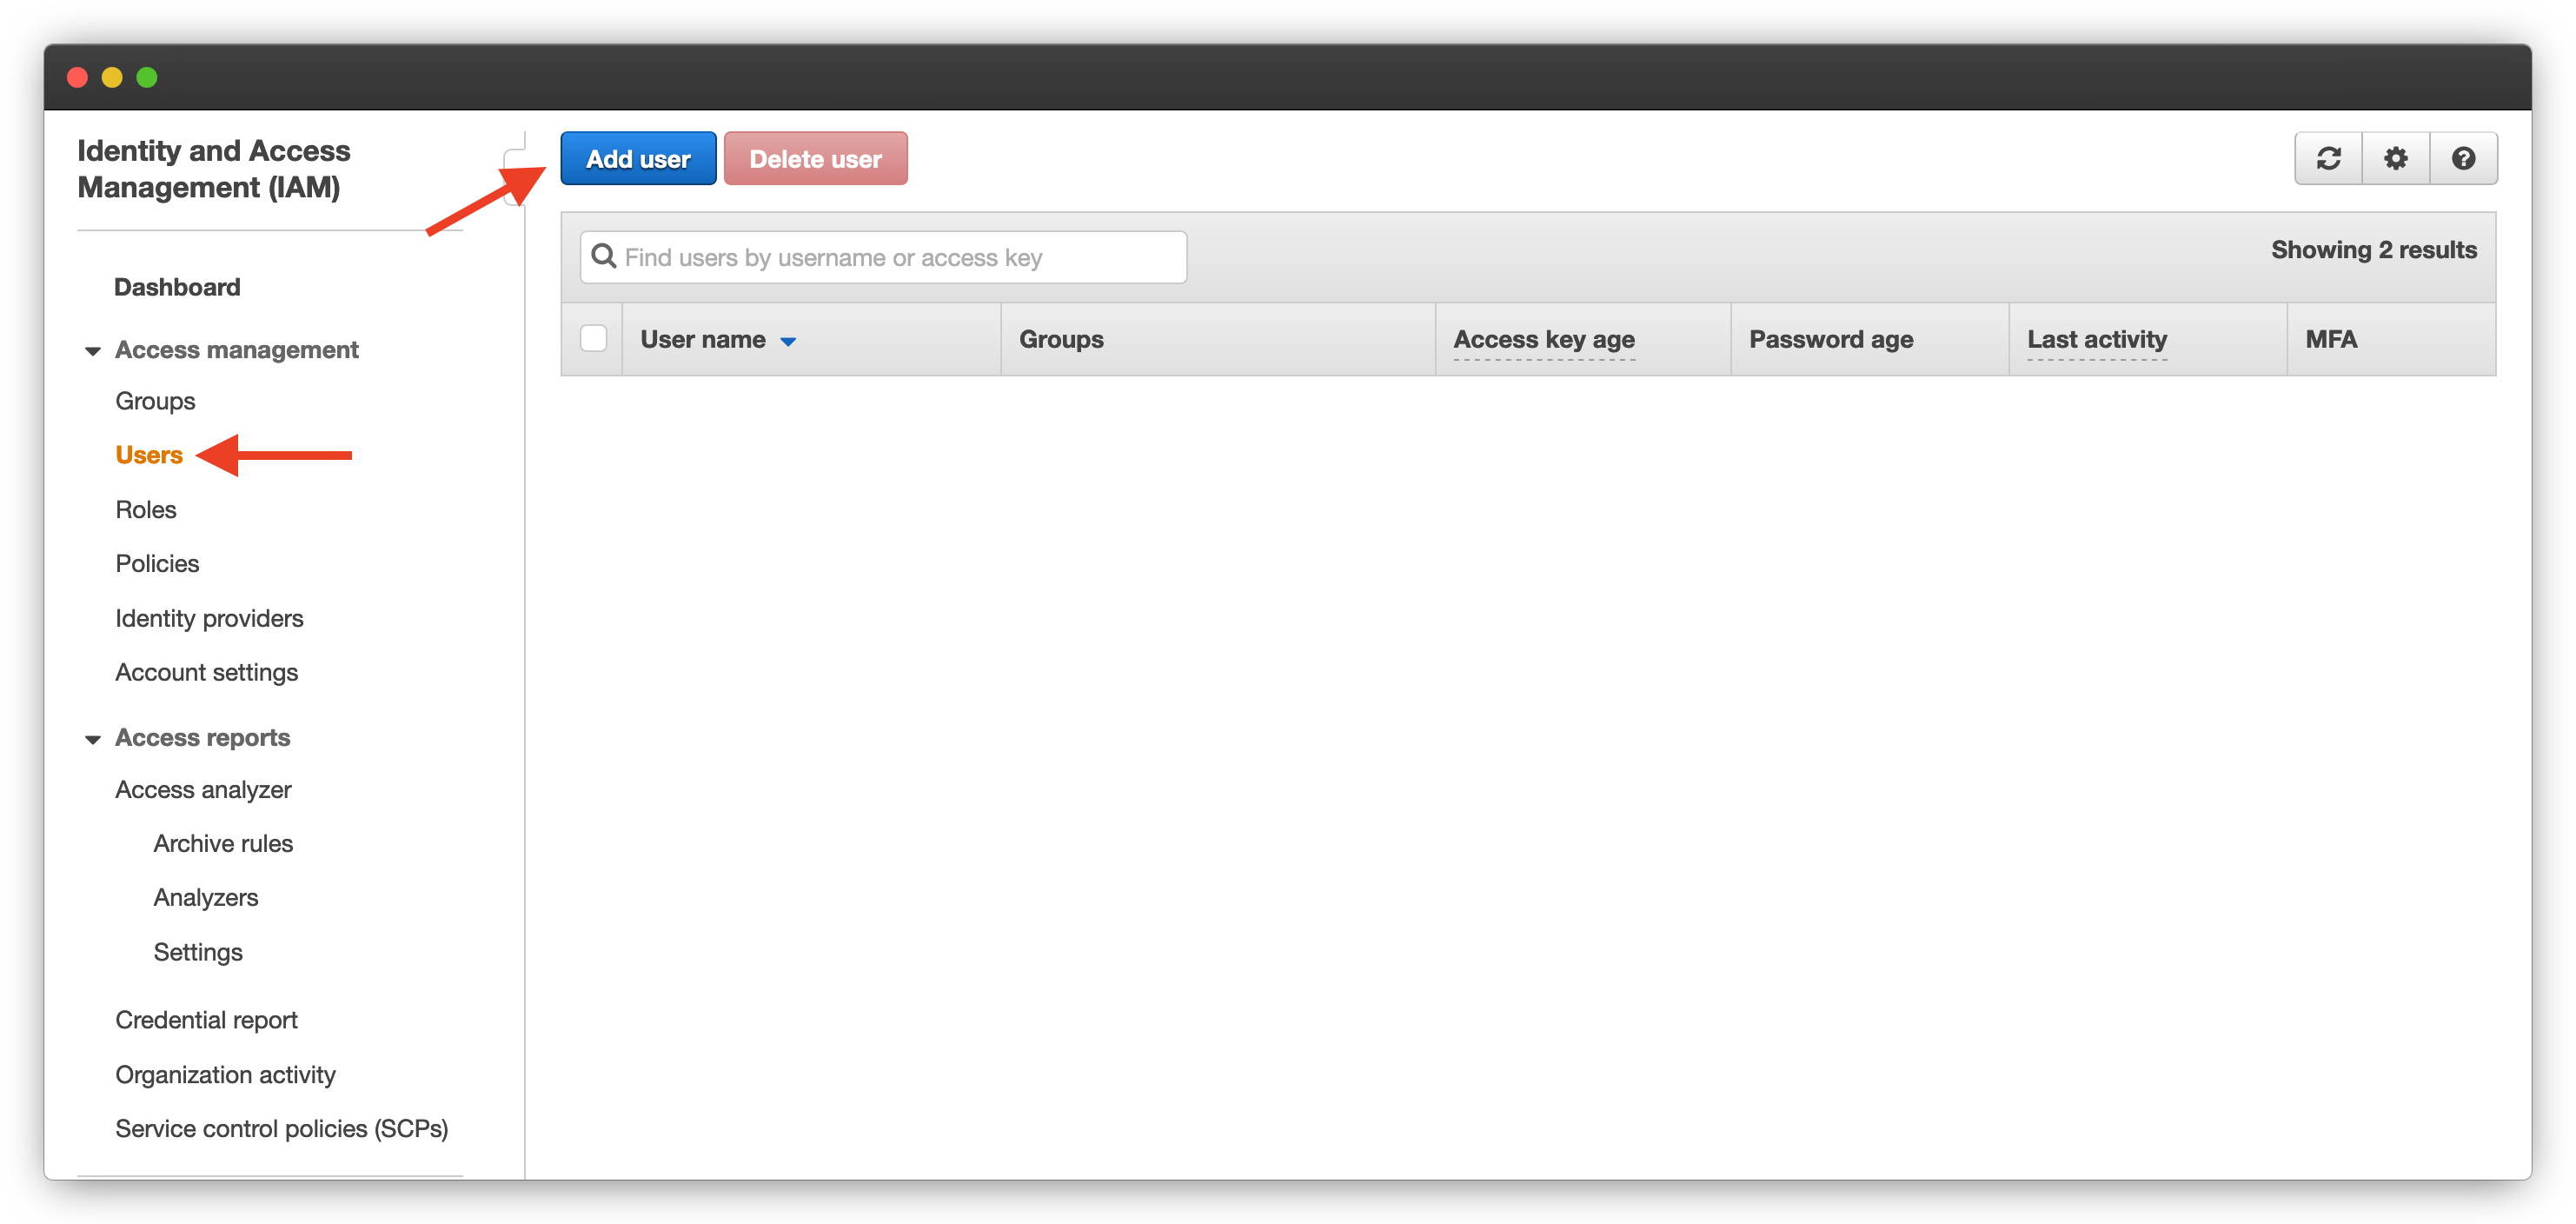 Identity and Access
Management (IAM)
Add user
Delete user
Find users by username or access key
Showing 2 results
User name
Groups
Access key age
Password age
Last activity
MFA
Dashboard
Access management
Groups
Users
Roles
Policies
Identity providers
Account settings
Access reports
Access analyzer
Archive rules
Analyzers
Settings
Credential report
Organization activity
Service control policies (SCPs)